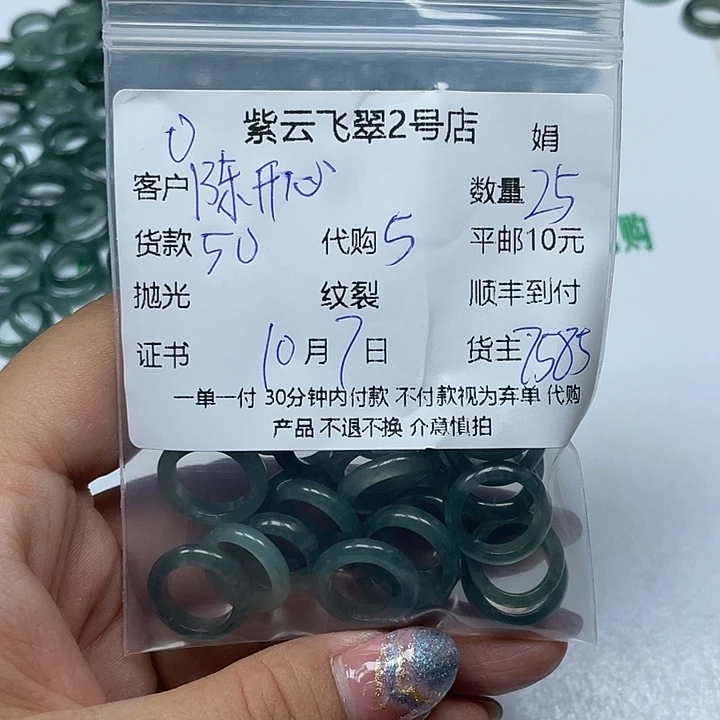 紫云飞翠2号店 娟
0
客户 陈开心 数量 25
货款 50 代购 5 平邮10元
抛光 纹裂 顺丰到付
证书 10月7日 货主 7585
一单一付 30分钟内付款 不付款视为弃单 代购
产品 不退不换 介意慎拍
购